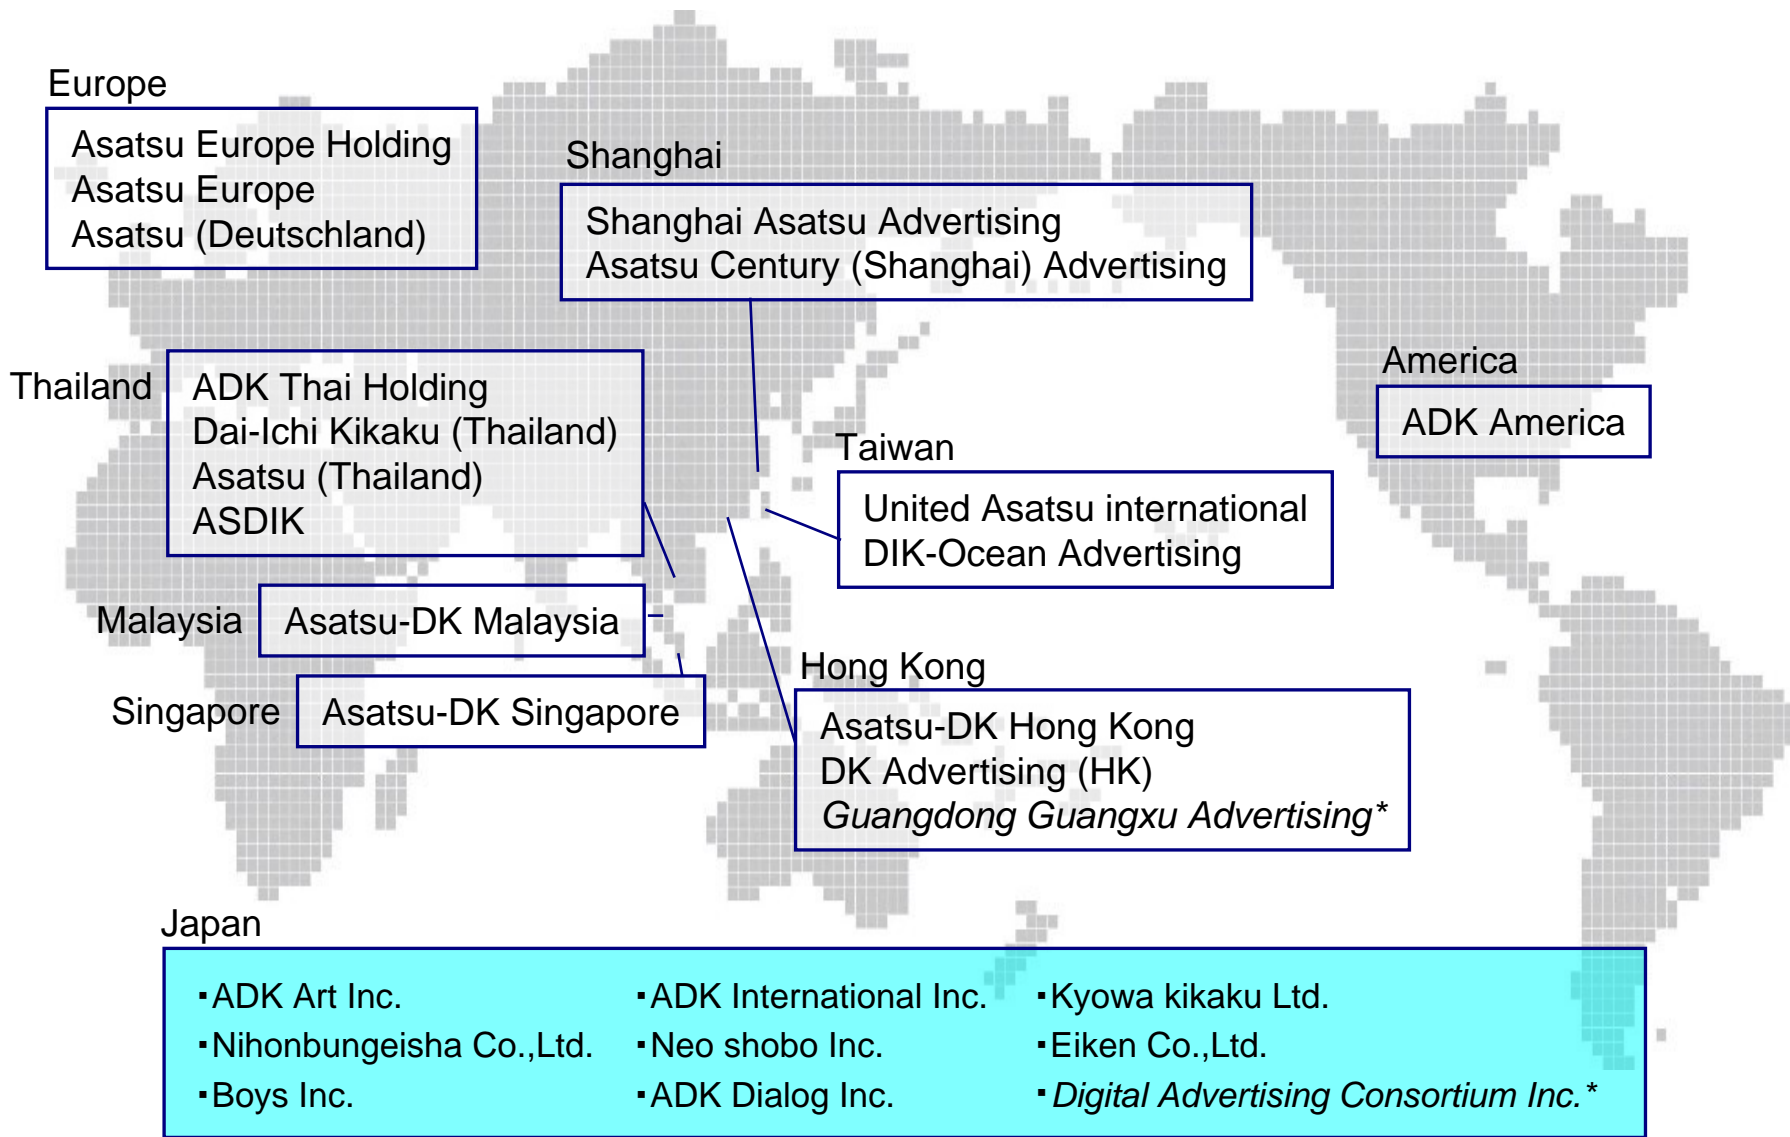 Europe
Asatsu Europe Holding
Asatsu Europe
Asatsu (Deutschland)
Shanghai
Shanghai Asatsu Advertising
Asatsu Century (Shanghai) Advertising
Thailand
ADK Thai Holding
Dai-Ichi Kikaku (Thailand)
Asatsu (Thailand)
ASDIK
America
ADK America
Taiwan
United Asatsu international
DIK-Ocean Advertising
Malaysia
Asatsu-DK Malaysia
Singapore
Asatsu-DK Singapore
Hong Kong
Asatsu-DK Hong Kong
DK Advertising (HK)
Guangdong Guangxu Advertising*
Japan
・ADK Art Inc. ・ADK International Inc. ・Kyowa kikaku Ltd.
・Nihonbungeisha Co.,Ltd. ・Neo shobo Inc. ・Eiken Co.,Ltd.
・Boys Inc. ・ADK Dialog Inc. ・Digital Advertising Consortium Inc.*